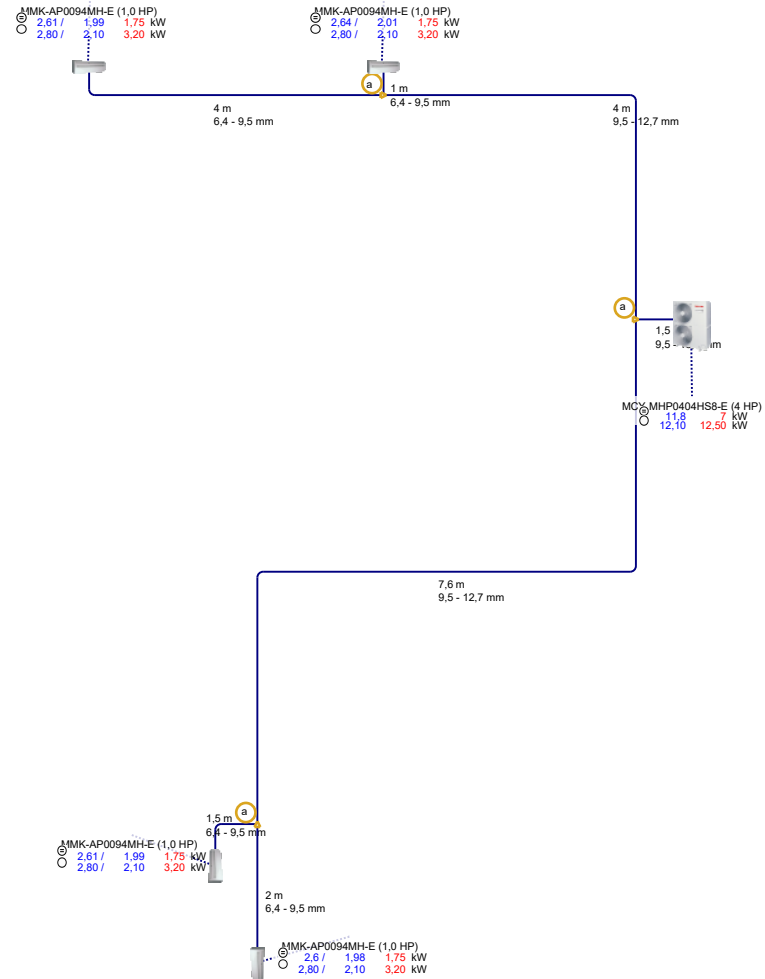 MMK-AP0094MH-E (1,0 HP)
2,61 / 1,99 1,75 kW
2,80 / 2,10 3,20 kW
MMK-AP0094MH-E (1,0 HP)
2,64 / 2,01 1,75 kW
2,80 / 2,10 3,20 kW
a
1 m
6,4 - 9,5 mm
4 m
6,4 - 9,5 mm
4 m
9,5 - 12,7 mm
a
1,5
9,5 -
MCY-MHP0404HS8-E (4 HP)
11,8 7 kW
12,10 12,50 kW
7,6 m
9,5 - 12,7 mm
a
1,5 m
6,4 - 9,5 mm
MMK-AP0094MH-E (1,0 HP)
2,61 / 1,99 1,75 kW
2,80 / 2,10 3,20 kW
2 m
6,4 - 9,5 mm
MMK-AP0094MH-E (1,0 HP)
2,6 / 1,98 1,75 kW
2,80 / 2,10 3,20 kW